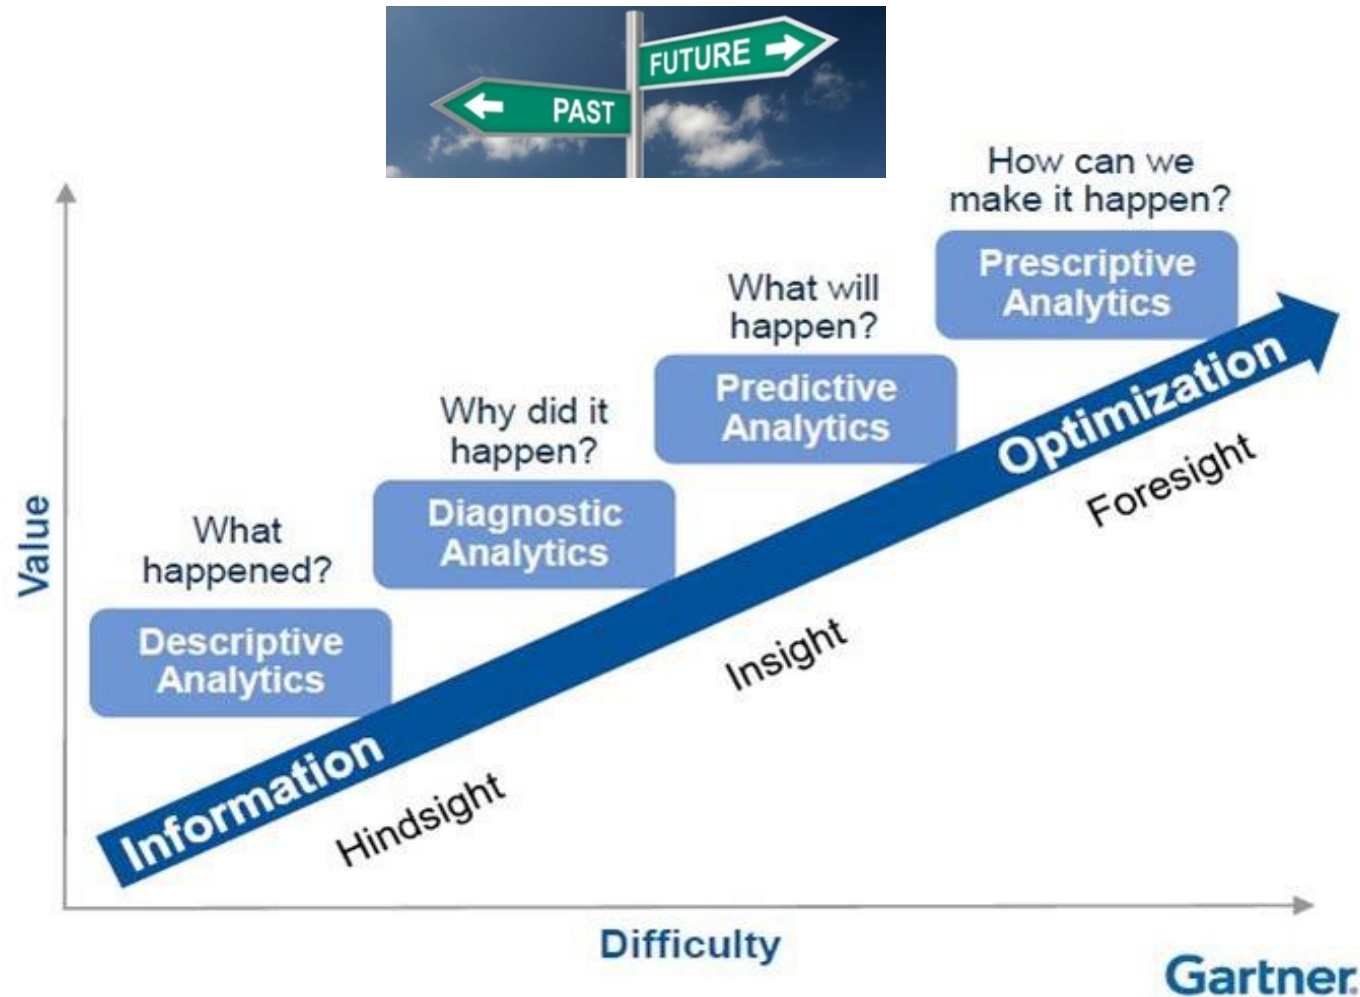 FUTURE
PAST
How can we
make it happen?
Prescriptive
Analytics
What will
happen?
Predictive
Analytics
Why did it
happen?
Diagnostic
Analytics
What
happened?
Descriptive
Analytics
Value
Information
Optimization
Hindsight
Insight
Foresight
Difficulty
Gartner.